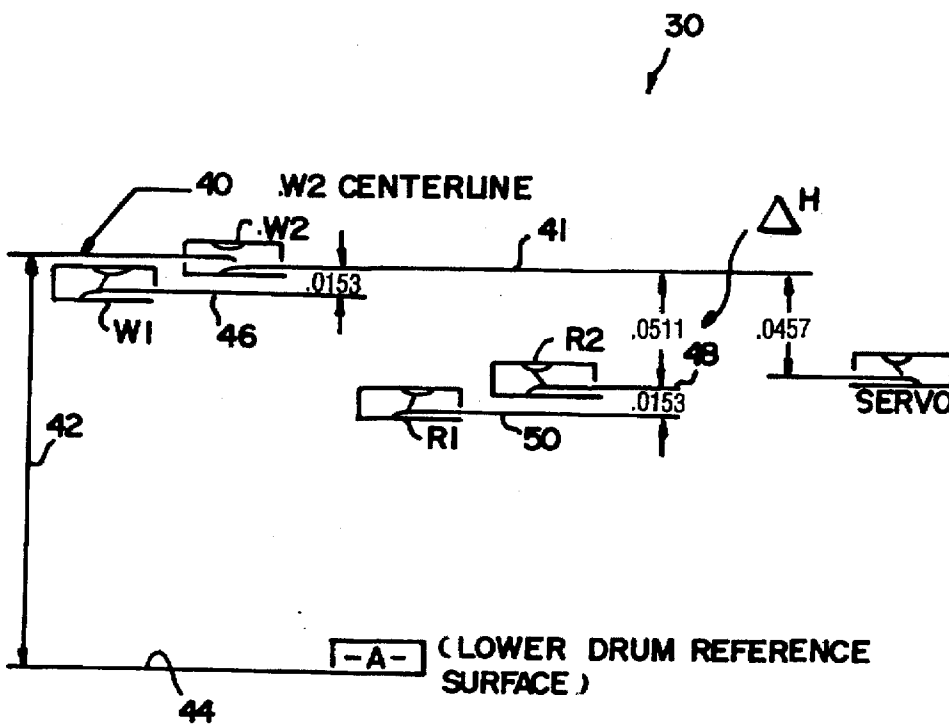 30
40 .W2 CENTERLINE
.W2
41
ΔH
.0153
W1
46
.0511
.0457
R2
48
.0153
SERVO
R1
50
42
-A- (LOWER DRUM REFERENCE
SURFACE)
44